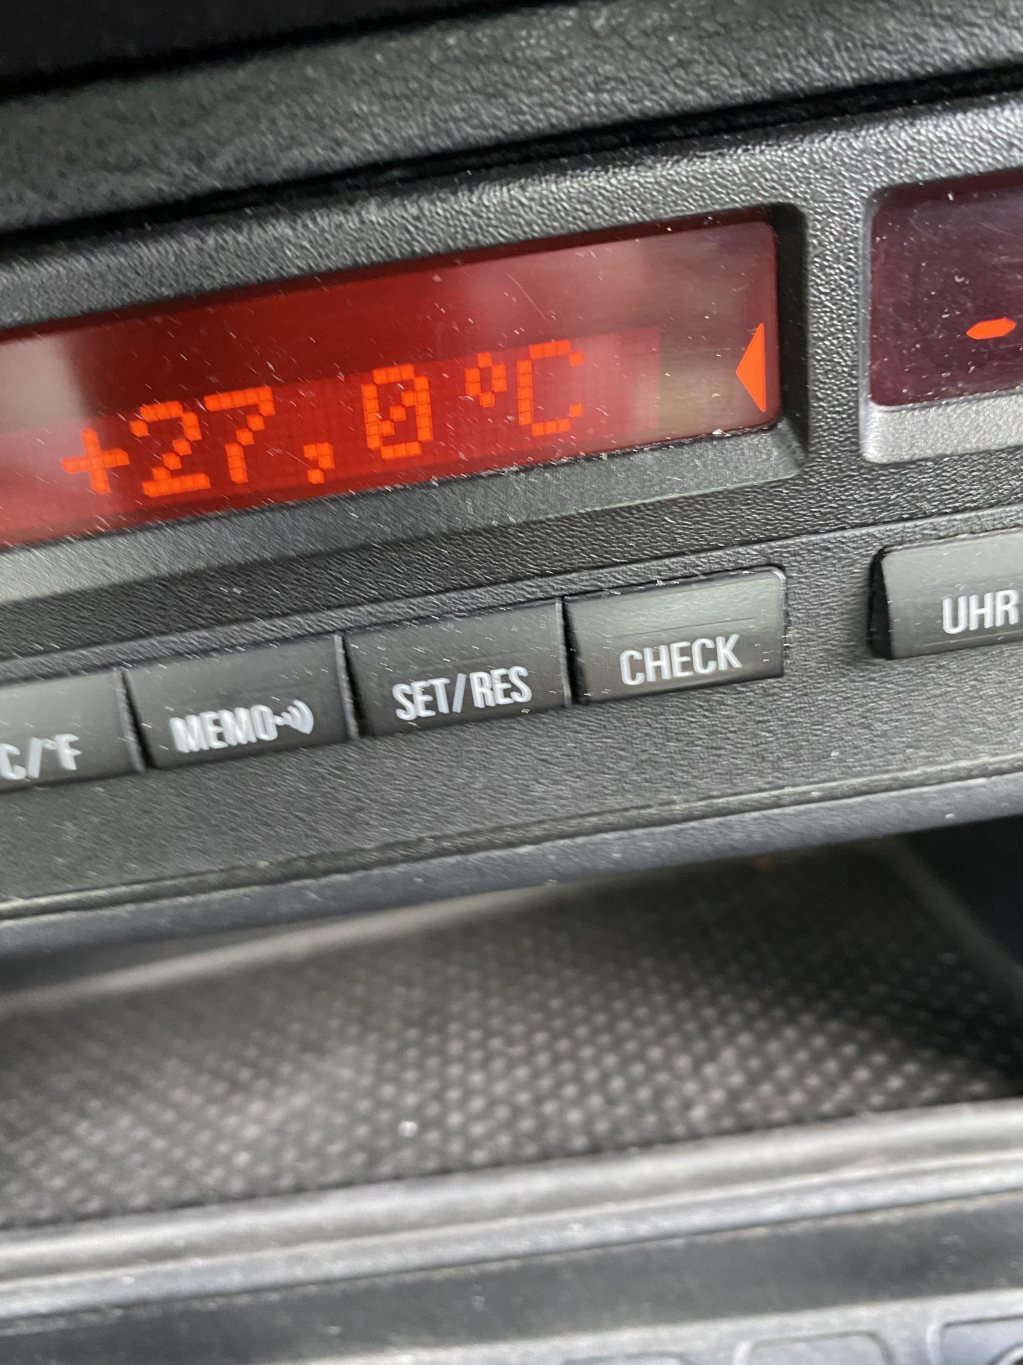 +27,0°C
-
C/°F MEMO SET/RES CHECK UHR